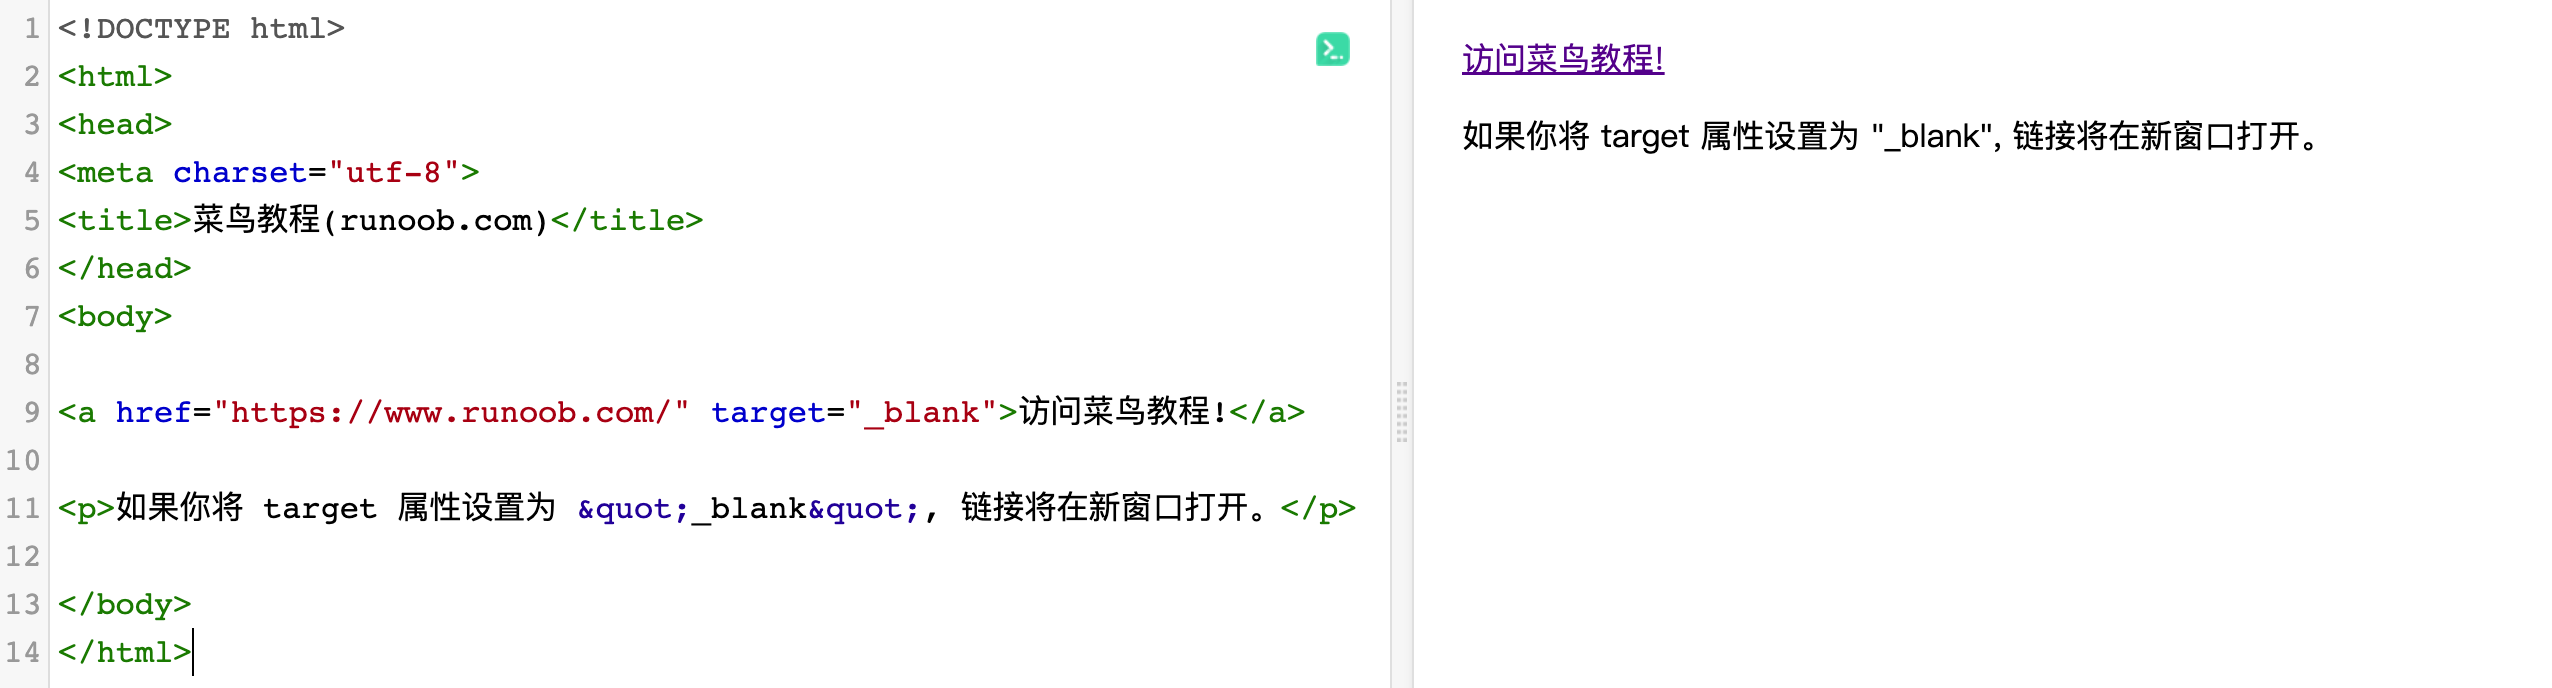 1 <!DOCTYPE html>
2 <html>
3 <head>
4 <meta charset="utf-8">
5 <title>菜鸟教程(runoob.com)</title>
6 </head>
7 <body>
8
9 <a href="https://www.runoob.com/" target="_blank">访问菜鸟教程!</a>
10
11 <p>如果你将 target 属性设置为 &quot;_blank&quot;, 链接将在新窗口打开。</p>
12
13 </body>
14 </html>
访问菜鸟教程!
如果你将 target 属性设置为 "_blank", 链接将在新窗口打开。